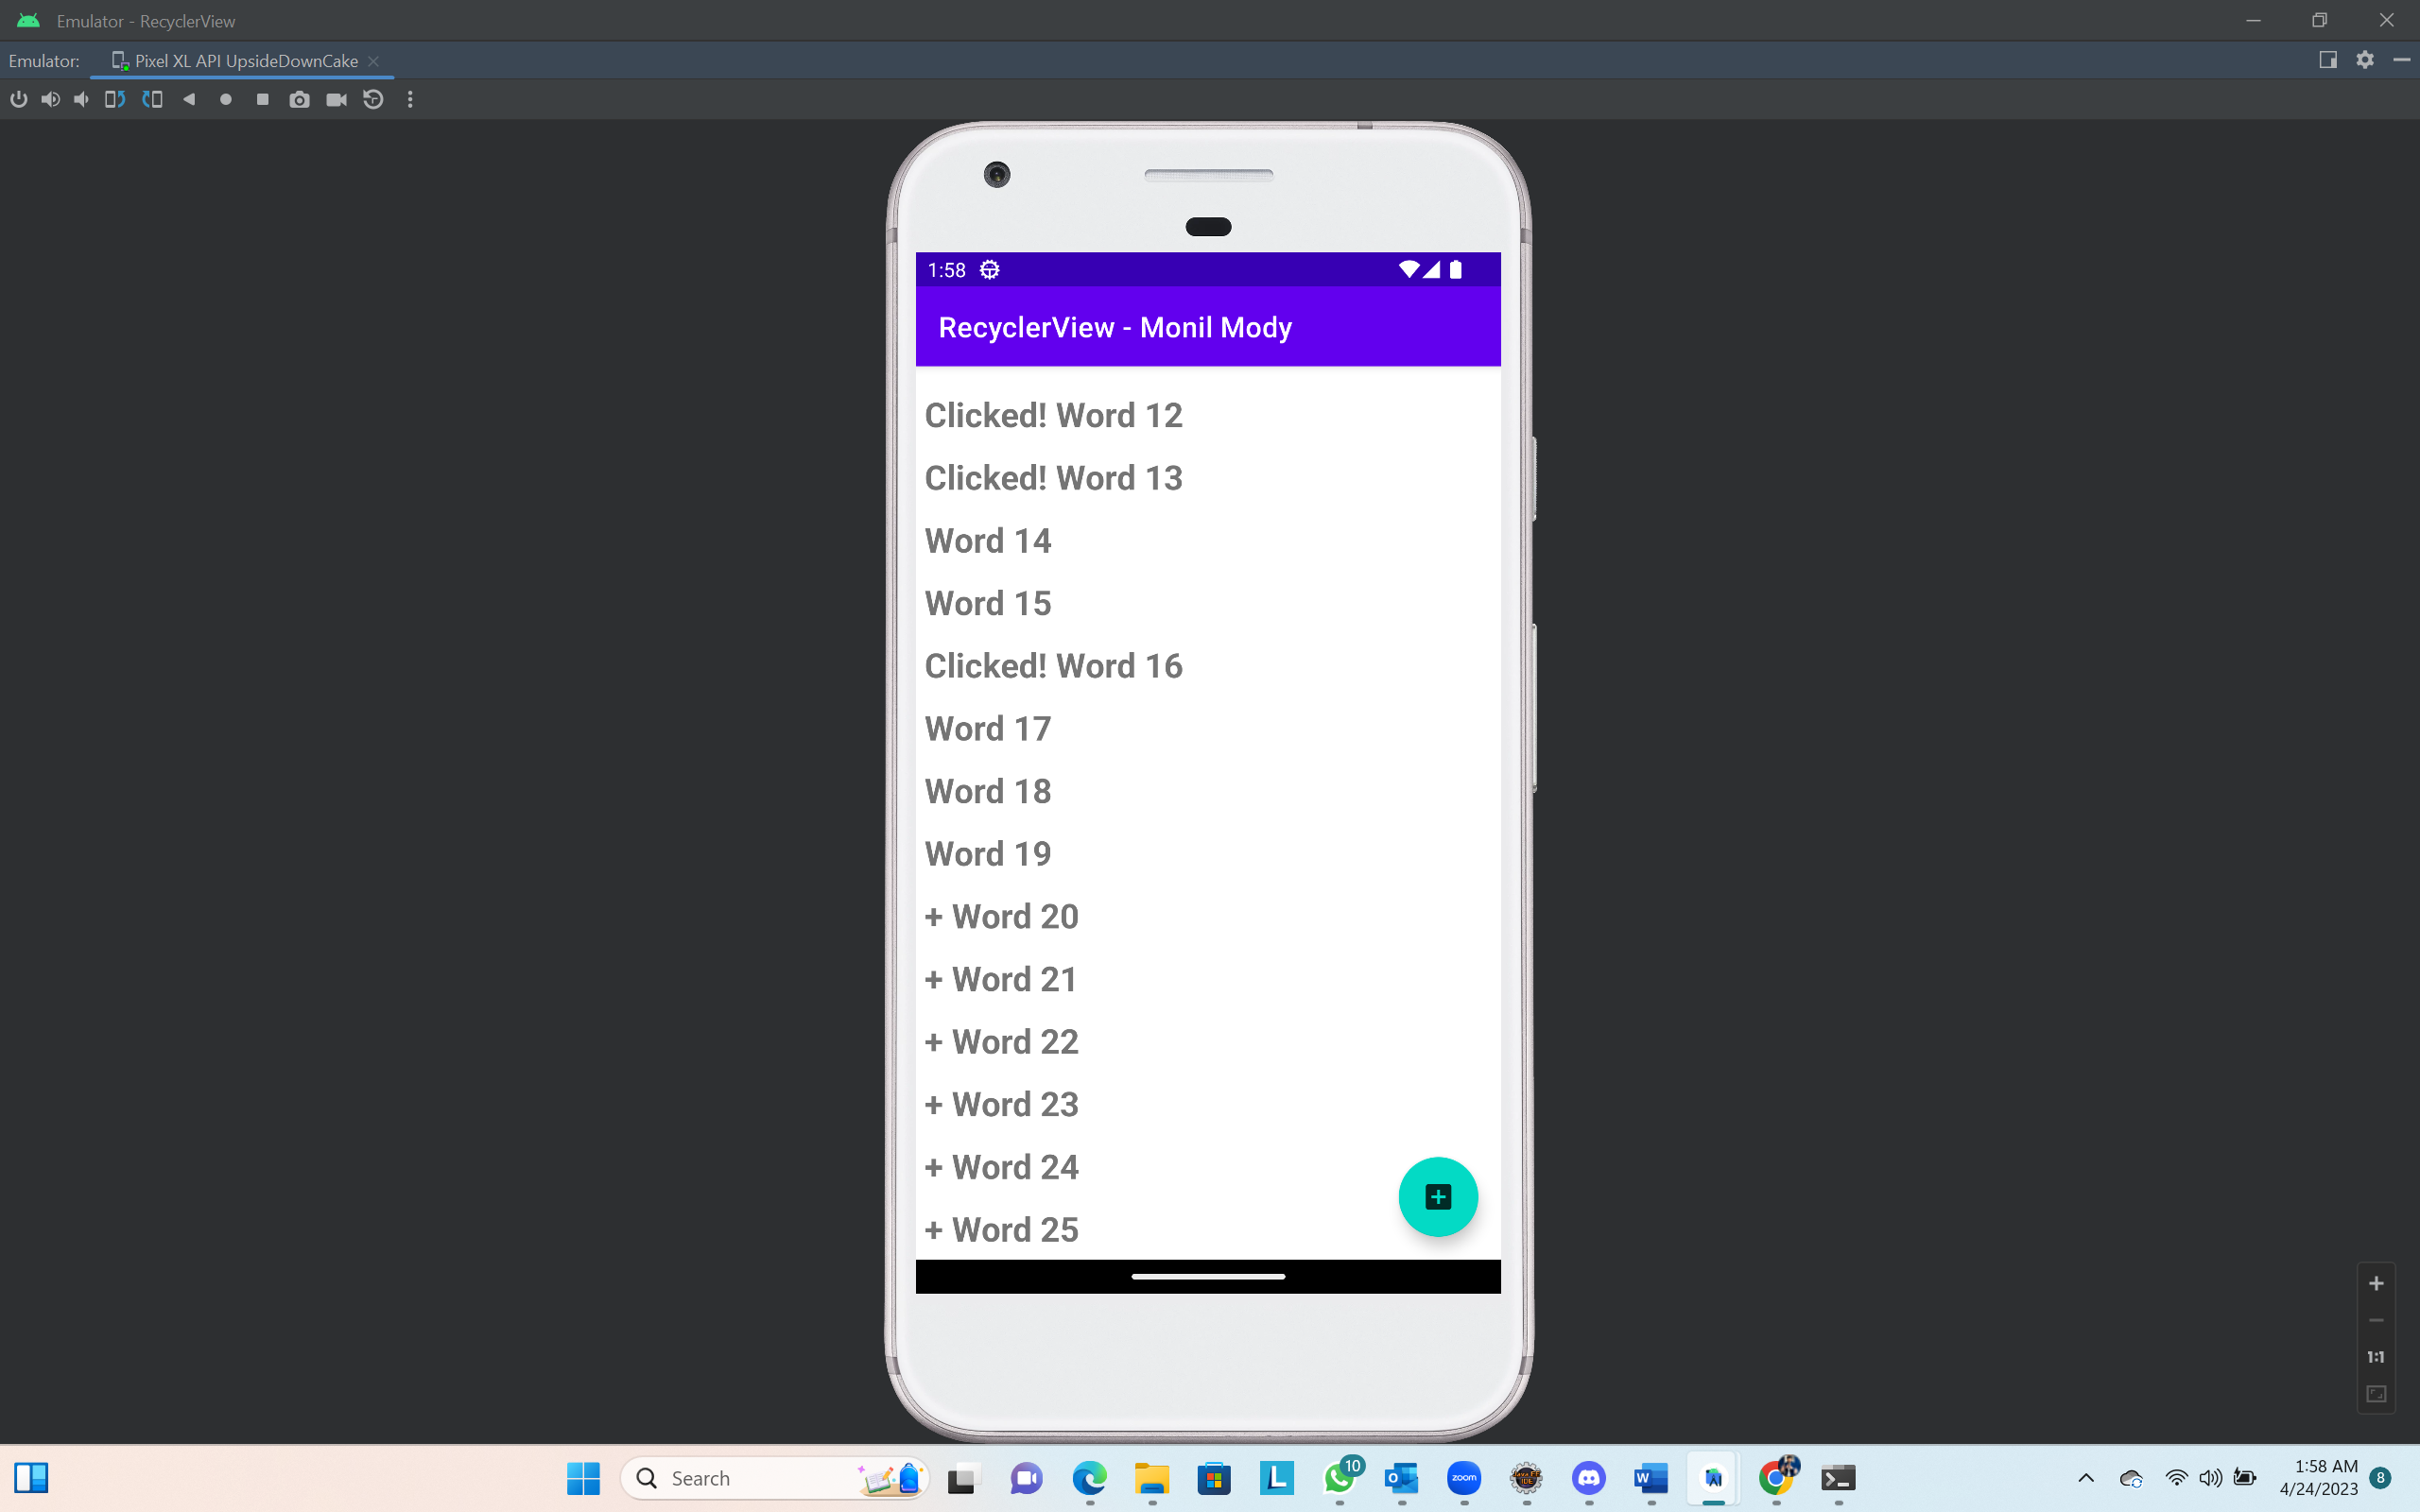 Emulator - RecyclerView
Emulator: Pixel XL API UpsideDownCake
1:58
RecyclerView - Monil Mody
Clicked! Word 12
Clicked! Word 13
Word 14
Word 15
Clicked! Word 16
Word 17
Word 18
Word 19
+ Word 20
+ Word 21
+ Word 22
+ Word 23
+ Word 24
+ Word 25
1:1
Search
L
10
O
zoom
IDE
W
AI
1:58 AM
4/24/2023
8